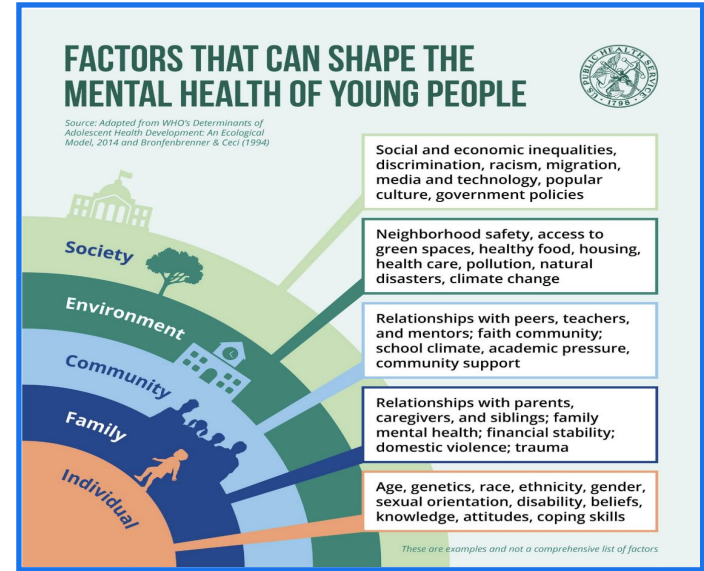 FACTORS THAT CAN SHAPE THE
MENTAL HEALTH OF YOUNG PEOPLE
U.S. PUBLIC HEALTH SERVICE
1798
Source: Adapted from WHO's Determinants of
Adolescent Health Development: An Ecological
Model, 2014 and Bronfenbrenner & Ceci (1994)
Society
Social and economic inequalities,
discrimination, racism, migration,
media and technology, popular
culture, government policies
Environment
Neighborhood safety, access to
green spaces, healthy food, housing,
health care, pollution, natural
disasters, climate change
Community
Relationships with peers, teachers,
and mentors; faith community;
school climate, academic pressure,
community support
Family
Relationships with parents,
caregivers, and siblings; family
mental health; financial stability;
domestic violence; trauma
Individual
Age, genetics, race, ethnicity, gender,
sexual orientation, disability, beliefs,
knowledge, attitudes, coping skills
These are examples and not a comprehensive list of factors